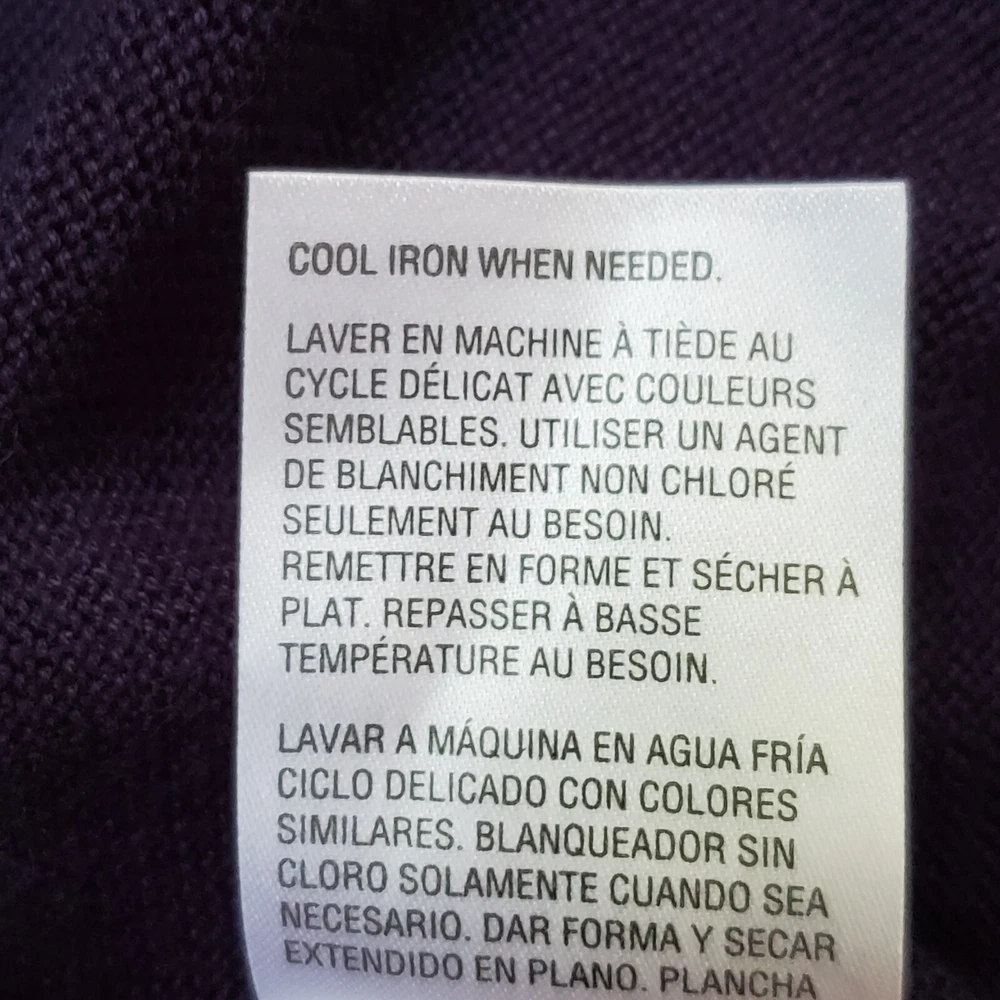 COOL IRON WHEN NEEDED.
LAVER EN MACHINE À TIÈDE AU
CYCLE DÉLICAT AVEC COULEURS
SEMBLABLES. UTILISER UN AGENT
DE BLANCHIMENT NON CHLORÉ
SEULEMENT AU BESOIN.
REMETTRE EN FORME ET SÉCHER À
PLAT. REPASSER À BASSE
TEMPÉRATURE AU BESOIN.
LAVAR A MÁQUINA EN AGUA FRÍA
CICLO DELICADO CON COLORES
SIMILARES. BLANQUEADOR SIN
CLORO SOLAMENTE CUANDO SEA
NECESARIO. DAR FORMA Y SECAR
EXTENDIDO EN PLANO. PLANCHA